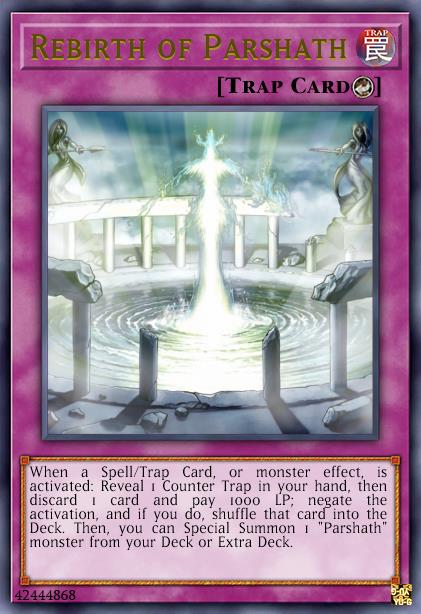 REBIRTH OF PARSHATH
TRAP
罠
[TRAP CARD]
When a Spell/Trap Card, or monster effect, is
activated: Reveal 1 Counter Trap in your hand, then
discard 1 card and pay 1000 LP; negate the
activation, and if you do, shuffle that card into the
Deck. Then, you can Special Summon 1 "Parshath"
monster from your Deck or Extra Deck.
42444868